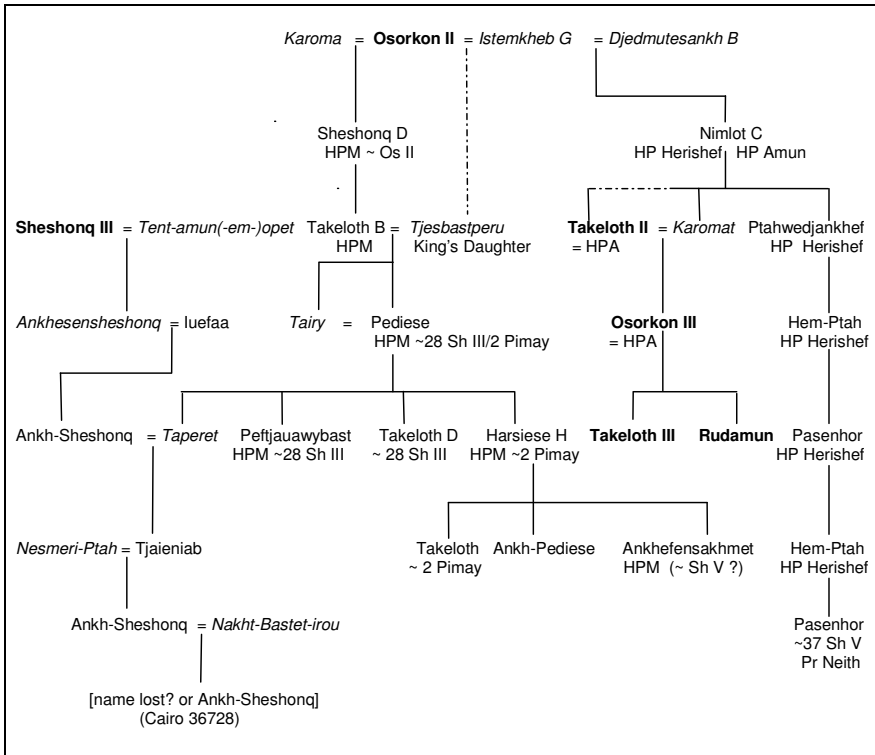 Karoma = Osorkon II = Istemkheb G = Djedmutesankh B
Sheshonq D Nimlot C
HPM ~ Os II HP Herishef HP Amun
Sheshonq III = Tent-amun(-em-)opet Takeloth B = Tjesbastperu Takeloth II = Karomat Ptahwedjankhef
HPM King's Daughter = HPA HP Herishef
Ankhesensheshonq = Iuefaa Tairy = Pediese Osorkon III Hem-Ptah
HPM ~28 Sh III/2 Pimay = HPA HP Herishef
Ankh-Sheshonq = Taperet Peftjauawybast Takeloth D Harsiese H Takeloth III Rudamun Pasenhor
HPM ~28 Sh III ~ 28 Sh III HPM ~2 Pimay HP Herishef
Nesmeri-Ptah = Tjaieniab Takeloth Ankh-Pediese Ankhefensakhmet Hem-Ptah
~ 2 Pimay HPM (~ Sh V ?) HP Herishef
Ankh-Sheshonq = Nakht-Bastet-irou Pasenhor
~37 Sh V
Pr Neith
[name lost? or Ankh-Sheshonq]
(Cairo 36728)